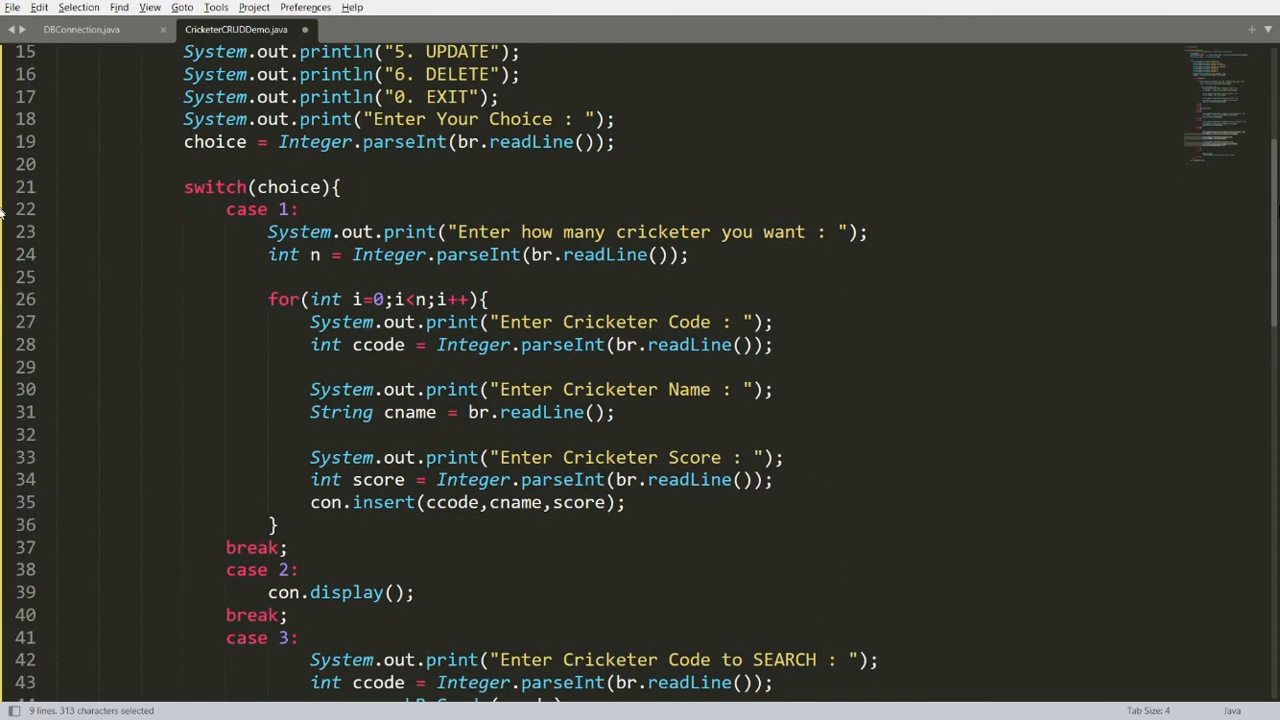 File Edit Selection Find View Goto Tools Project Preferences Help
DBConnection.java × CricketerCRUDDemo.java
15 System.out.println("5. UPDATE");
16 System.out.println("6. DELETE");
17 System.out.println("0. EXIT");
18 System.out.print("Enter Your Choice : ");
19 choice = Integer.parseInt(br.readLine());
20
21 switch(choice){
22 case 1:
23 System.out.print("Enter how many cricketer you want : ");
24 int n = Integer.parseInt(br.readLine());
25
26 for(int i=0;i<n;i++){
27 System.out.print("Enter Cricketer Code : ");
28 int ccode = Integer.parseInt(br.readLine());
29
30 System.out.print("Enter Cricketer Name : ");
31 String cname = br.readLine();
32
33 System.out.print("Enter Cricketer Score : ");
34 int score = Integer.parseInt(br.readLine());
35 con.insert(ccode,cname,score);
36 }
37 break;
38 case 2:
39 con.display();
40 break;
41 case 3:
42 System.out.print("Enter Cricketer Code to SEARCH : ");
43 int ccode = Integer.parseInt(br.readLine());
9 lines, 313 characters selected
Tab Size: 4 Java